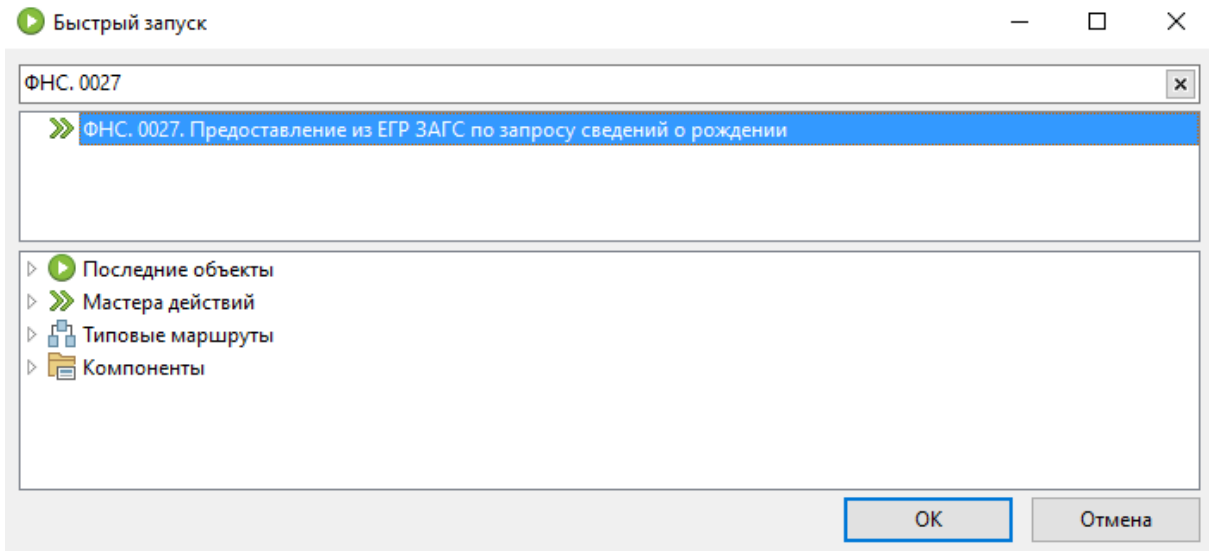 Быстрый запуск
ФНС. 0027
ФНС. 0027. Предоставление из ЕГР ЗАГС по запросу сведений о рождении
Последние объекты
Мастера действий
Типовые маршруты
Компоненты
ОК Отмена